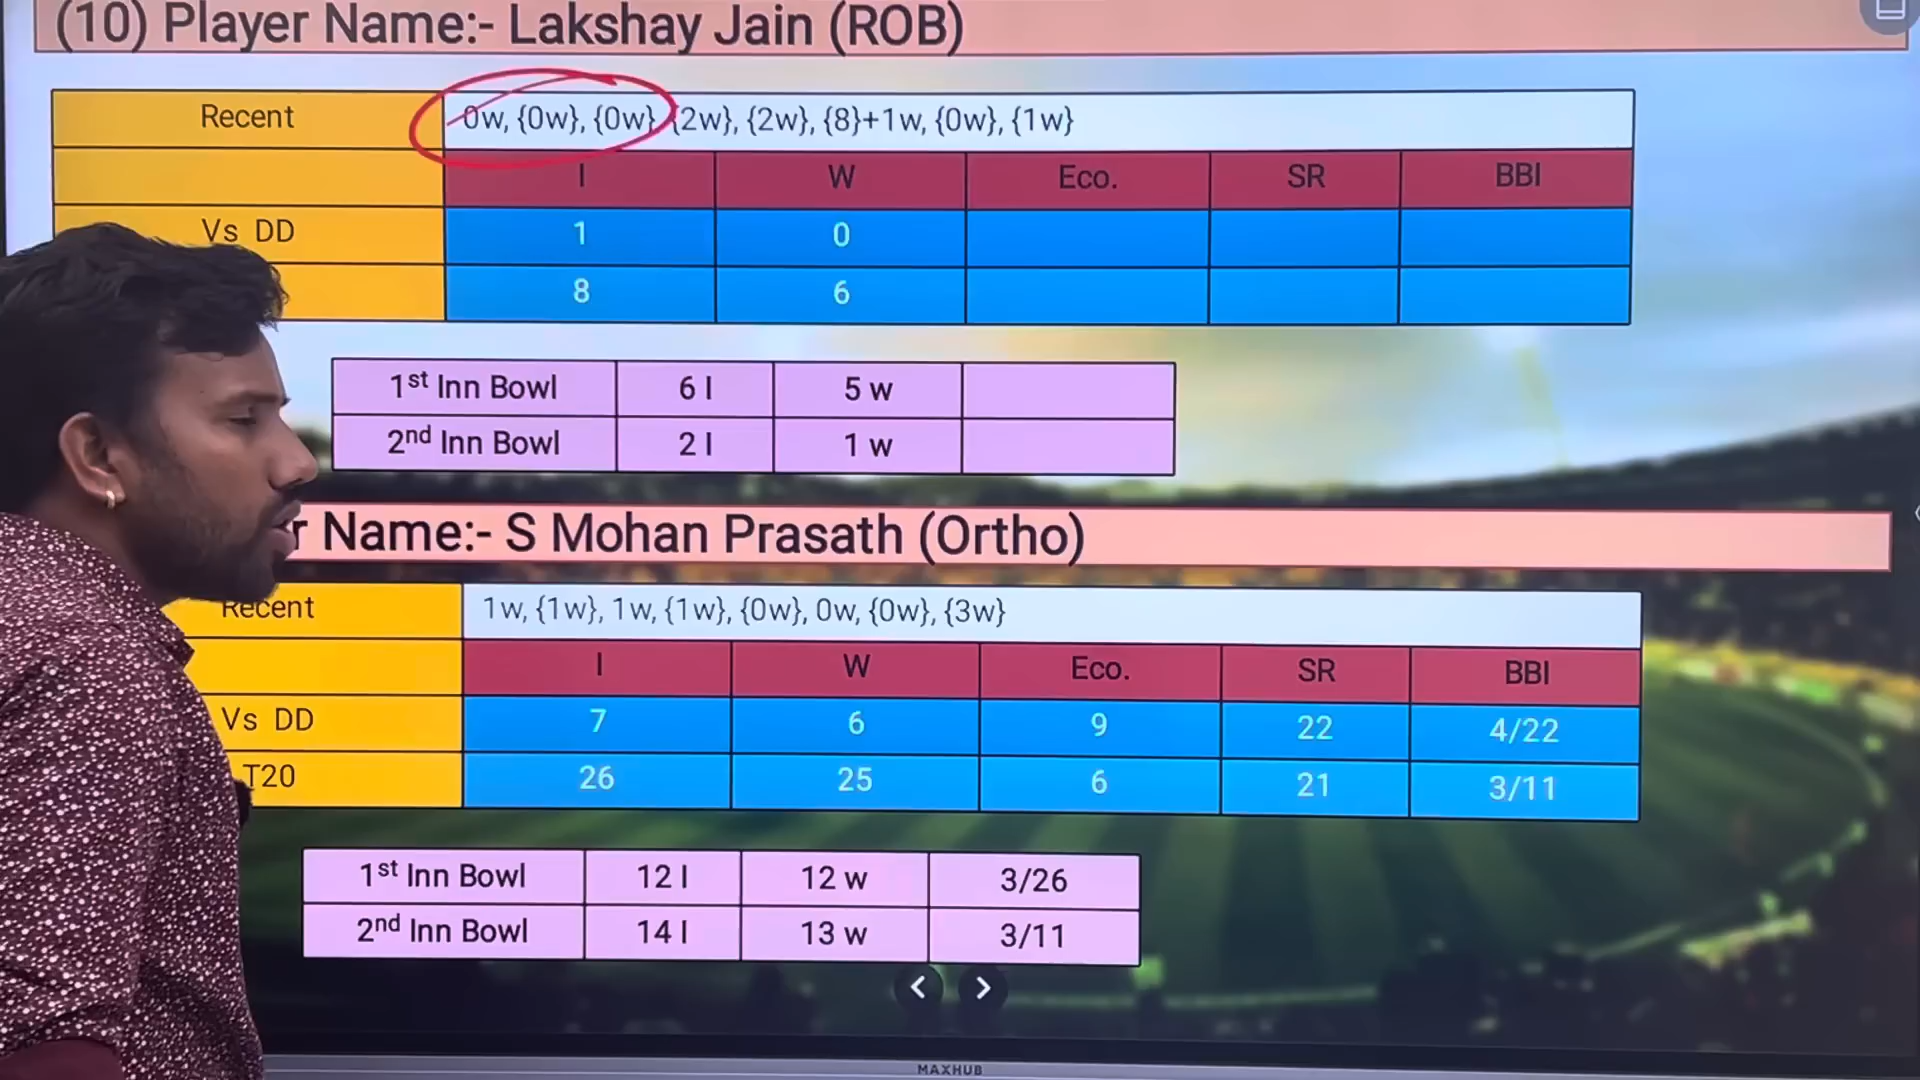 (10) Player Name:- Lakshay Jain (ROB)
Recent 0w, {0w}, {0w}, {2w}, {2w}, {8}+1w, {0w}, {1w}
I W Eco. SR BBI
Vs DD 1 0
8 6
1st Inn Bowl 6 I 5 w
2nd Inn Bowl 2 I 1 w
r Name:- S Mohan Prasath (Ortho)
Recent 1w, {1w}, 1w, {1w}, {0w}, 0w, {0w}, {3w}
I W Eco. SR BBI
Vs DD 7 6 9 22 4/22
T20 26 25 6 21 3/11
1st Inn Bowl 12 I 12 w 3/26
2nd Inn Bowl 14 I 13 w 3/11
MAXHUB